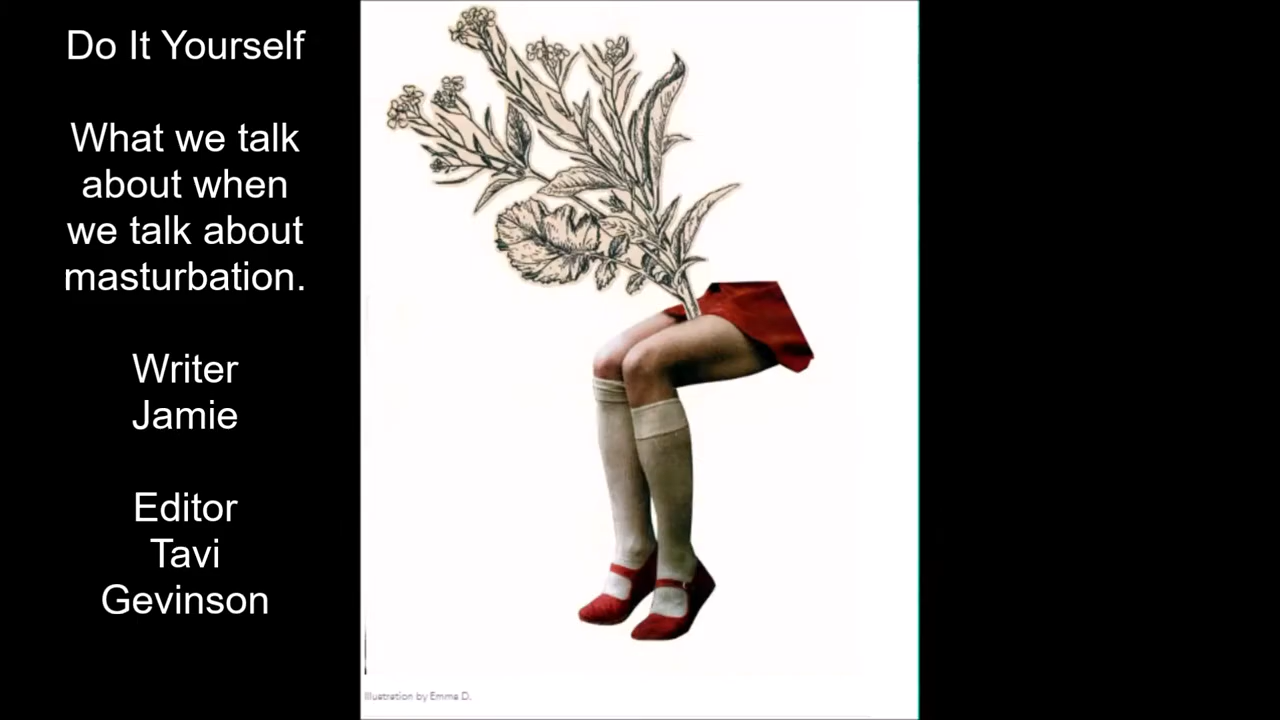 Do It Yourself
What we talk
about when
we talk about
masturbation.
Writer
Jamie
Editor
Tavi
Gevinson
Illustration by Emma D.